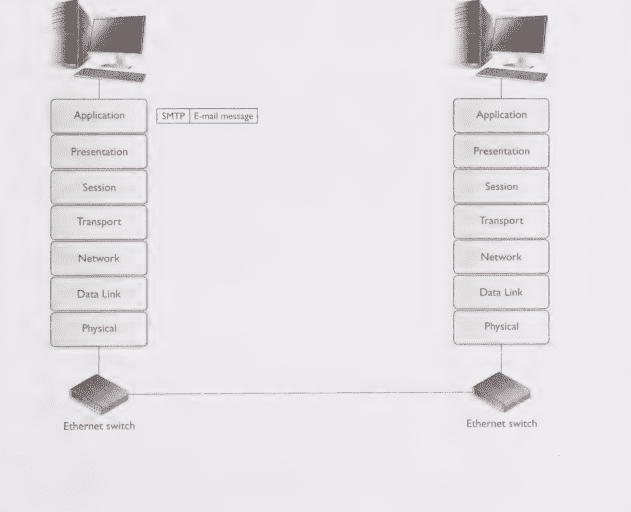 Application
SMTP E-mail message
Presentation
Session
Transport
Network
Data Link
Physical
Ethernet switch
Application
Presentation
Session
Transport
Network
Data Link
Physical
Ethernet switch